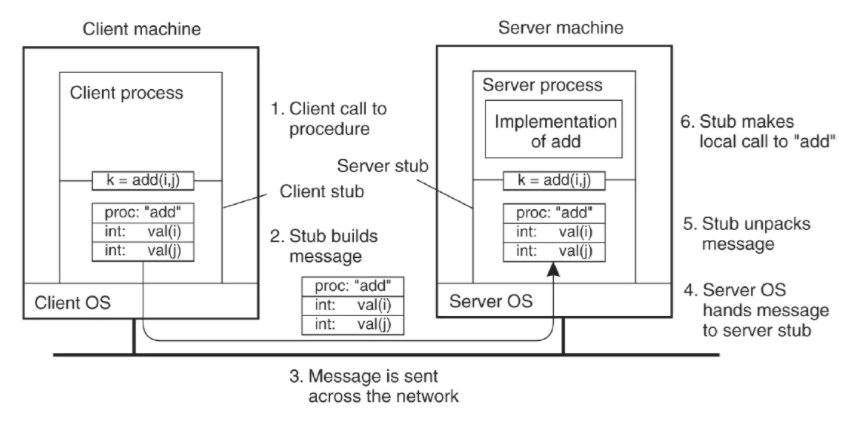 Client machine
Server machine
Client process
1. Client call to
procedure
Server process
Implementation
of add
6. Stub makes
local call to "add"
Server stub
k = add(i,j)
k = add(i,j)
Client stub
proc: "add"
int: val(i)
int: val(j)
2. Stub builds
message
proc: "add"
int: val(i)
int: val(j)
5. Stub unpacks
message
proc: "add"
int: val(i)
int: val(j)
Client OS
Server OS
4. Server OS
hands message
to server stub
3. Message is sent
across the network